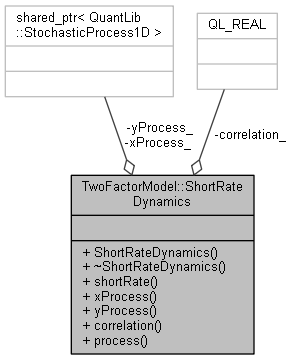 shared_ptr< QuantLib
::StochasticProcess1D >
QL_REAL
-yProcess_
-xProcess_
-correlation_
TwoFactorModel::ShortRate
Dynamics
+ ShortRateDynamics()
+ ~ShortRateDynamics()
+ shortRate()
+ xProcess()
+ yProcess()
+ correlation()
+ process()